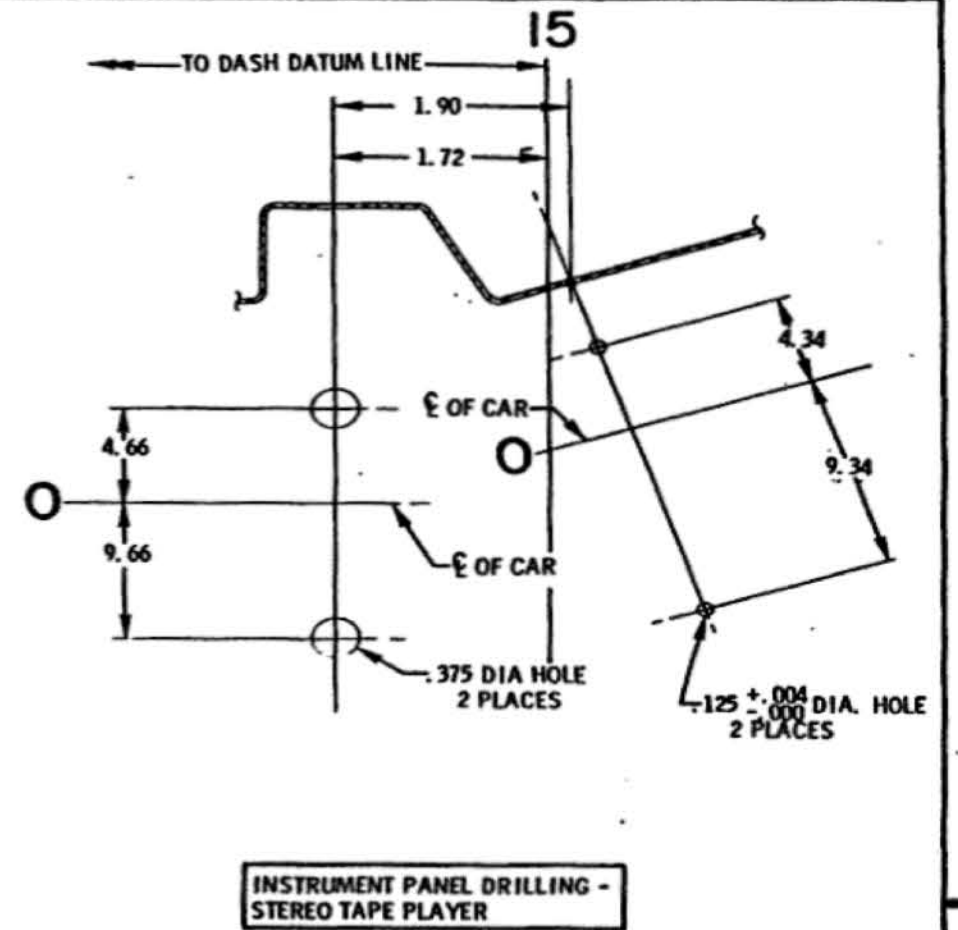 15
TO DASH DATUM LINE
1.90
1.72
4.34
℄ OF CAR
4.66
O
9.34
O
9.66
℄ OF CAR
.375 DIA HOLE
2 PLACES
.125 +.004 -.000 DIA. HOLE
2 PLACES
INSTRUMENT PANEL DRILLING -
STEREO TAPE PLAYER